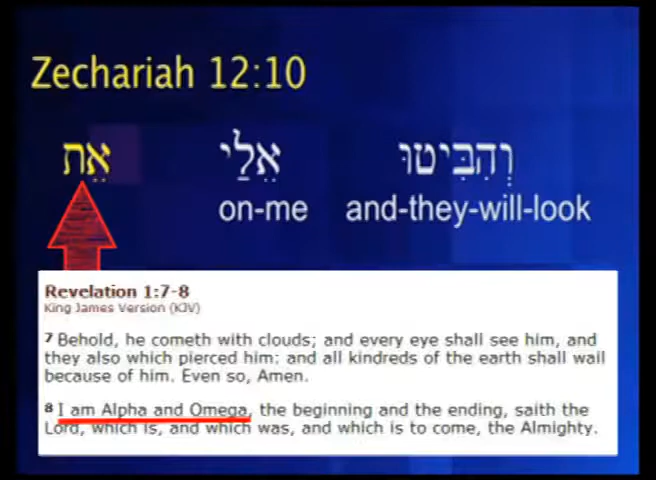 Zechariah 12:10
וְהִבִּיטוּ אֵלַי אֵת
on-me and-they-will-look
Revelation 1:7-8
King James Version (KJV)
7 Behold, he cometh with clouds; and every eye shall see him, and
they also which pierced him: and all kindreds of the earth shall wail
because of him. Even so, Amen.
8 I am Alpha and Omega, the beginning and the ending, saith the
Lord, which is, and which was, and which is to come, the Almighty.